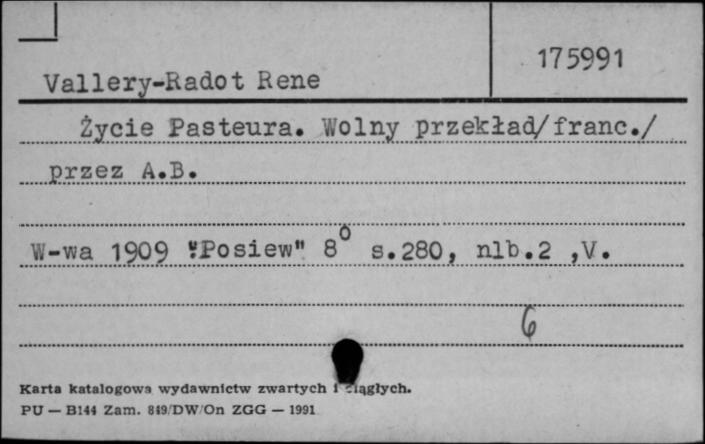 175991
Vallery-Radot Rene
Życie Pasteura. Wolny przekład/franc./
przez A.B.
W-wa 1909 "Posiew" 8° s.280, nlb.2 ,V.
6
Karta katalogowa wydawnictw zwartych i ciągłych.
PU — B144 Zam. 849/DW/On ZGG — 1991